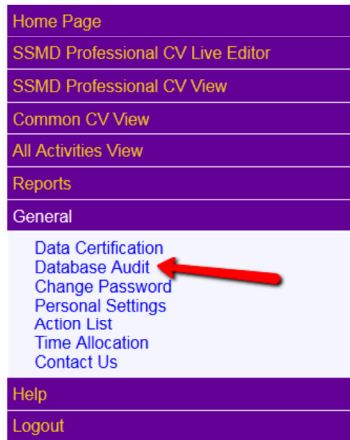 Home Page
SSMD Professional CV Live Editor
SSMD Professional CV View
Common CV View
All Activities View
Reports
General
Data Certification
Database Audit
Change Password
Personal Settings
Action List
Time Allocation
Contact Us
Help
Logout